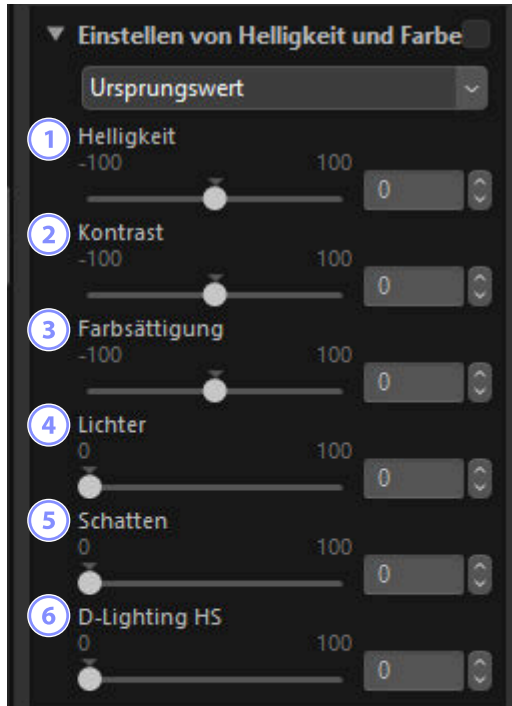 Einstellen von Helligkeit und Farbe
Ursprungswert
1 Helligkeit
-100 100
0
2 Kontrast
-100 100
0
3 Farbsättigung
-100 100
0
4 Lichter
0 100
0
5 Schatten
0 100
0
6 D-Lighting HS
0 100
0